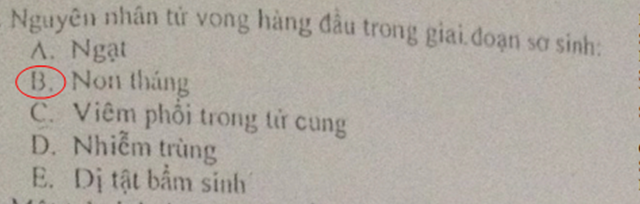 Nguyên nhân tử vong hàng đầu trong giai đoạn sơ sinh:
A. Ngạt
B. Non tháng
C. Viêm phổi trong tử cung
D. Nhiễm trùng
E. Dị tật bẩm sinh